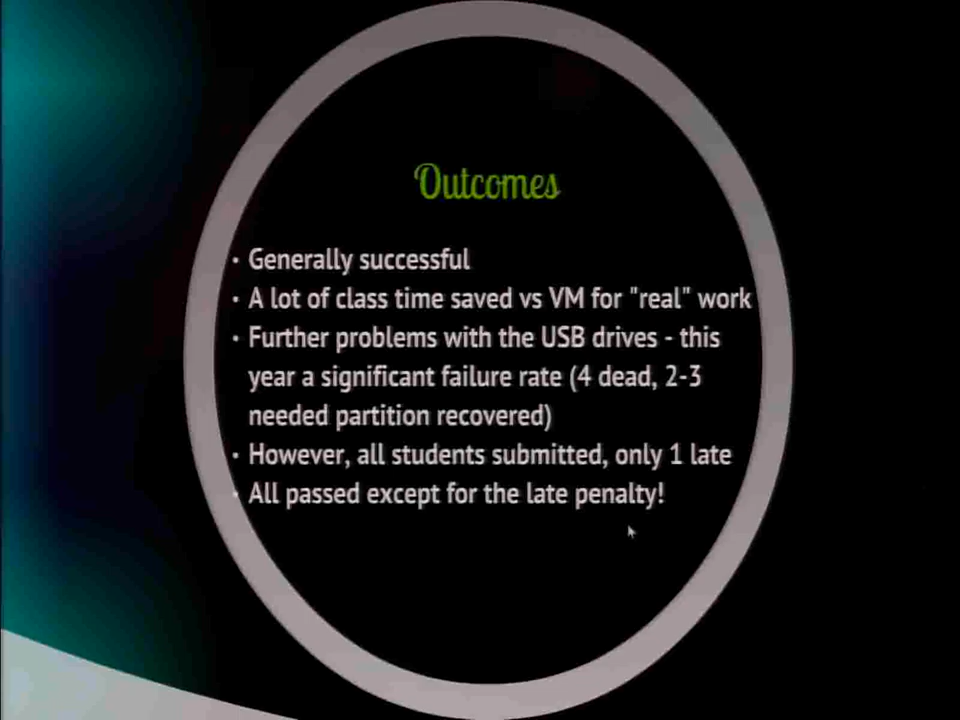 Outcomes
· Generally successful
· A lot of class time saved vs VM for "real" work
· Further problems with the USB drives - this
year a significant failure rate (4 dead, 2-3
needed partition recovered)
· However, all students submitted, only 1 late
· All passed except for the late penalty!